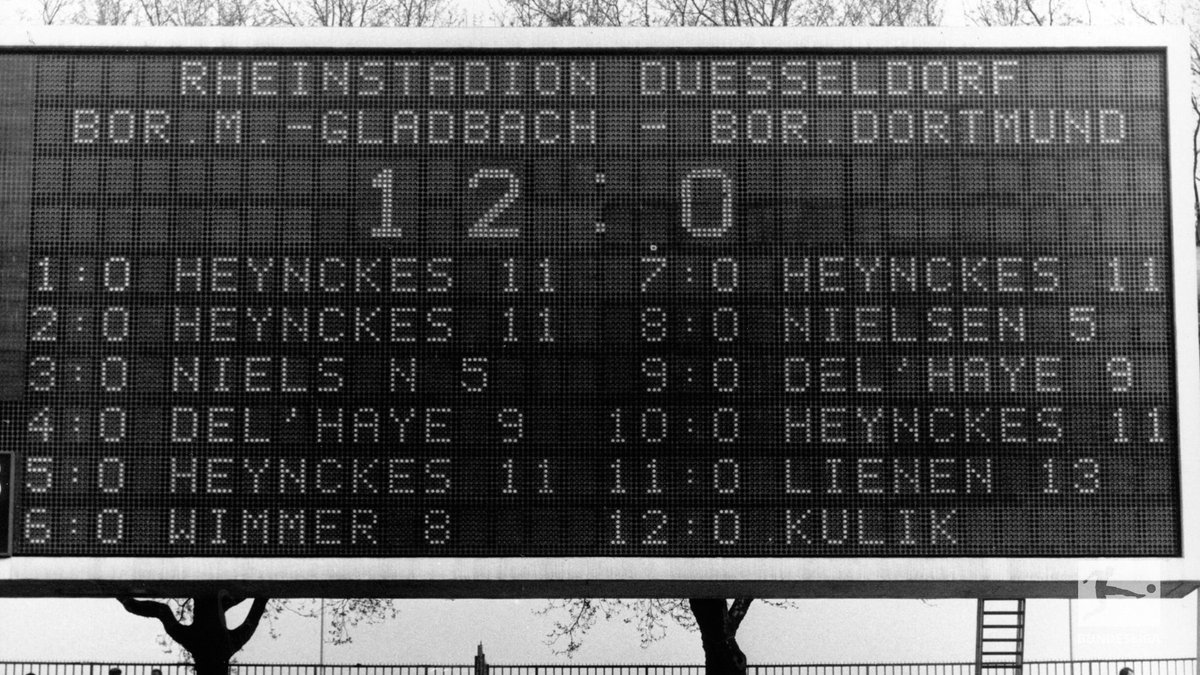 RHEINSTADION DUESSELDORF
BOR.M.-GLADBACH - BOR.DORTMUND
12:0
1:0 HEYNCKES 11 7:0 HEYNCKES 11
2:0 HEYNCKES 11 8:0 NIELSEN 5
3:0 NIELS N 5 9:0 DEL'HAYE 9
4:0 DEL'HAYE 9 10:0 HEYNCKES 11
5:0 HEYNCKES 11 11:0 LIENEN 13
6:0 WIMMER 8 12:0 KULIK
BUNDESLIGA